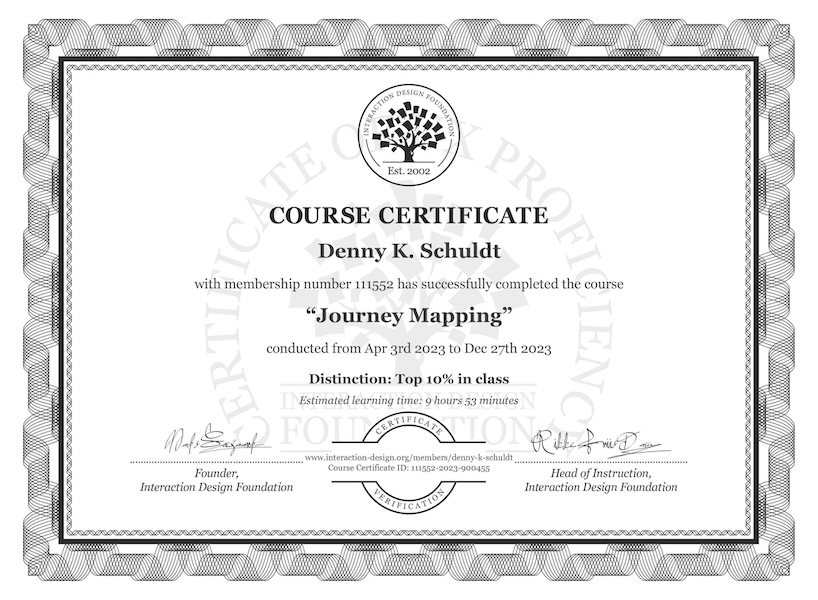 INTERACTION DESIGN FOUNDATION
Est. 2002
CERTIFICATE OF UX PROFICIENCY
COURSE CERTIFICATE
Denny K. Schuldt
with membership number 111552 has successfully completed the course
“Journey Mapping”
conducted from Apr 3rd 2023 to Dec 27th 2023
Distinction: Top 10% in class
Estimated learning time: 9 hours 53 minutes
INTERACTION DESIGN
FOUNDATION
CERTIFICATE
www.interaction-design.org/members/denny-k-schuldt
Course Certificate ID: 111552-2023-900455
VERIFICATION
Founder,
Interaction Design Foundation
Head of Instruction,
Interaction Design Foundation